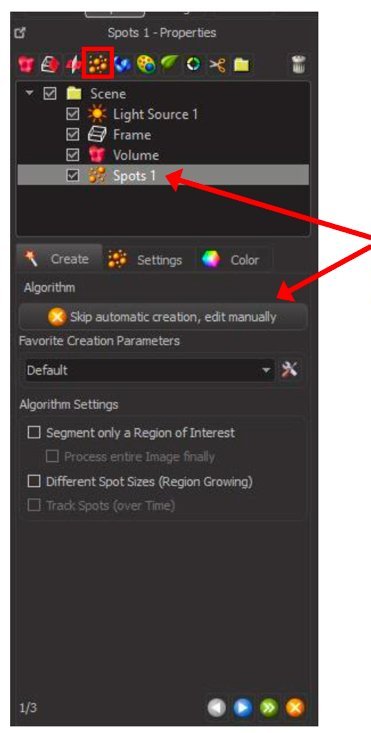 Spots 1 - Properties
Scene
Light Source 1
Frame
Volume
Spots 1
Create Settings Color
Algorithm
Skip automatic creation, edit manually
Favorite Creation Parameters
Default
Algorithm Settings
Segment only a Region of Interest
Process entire Image finally
Different Spot Sizes (Region Growing)
Track Spots (over Time)
1/3